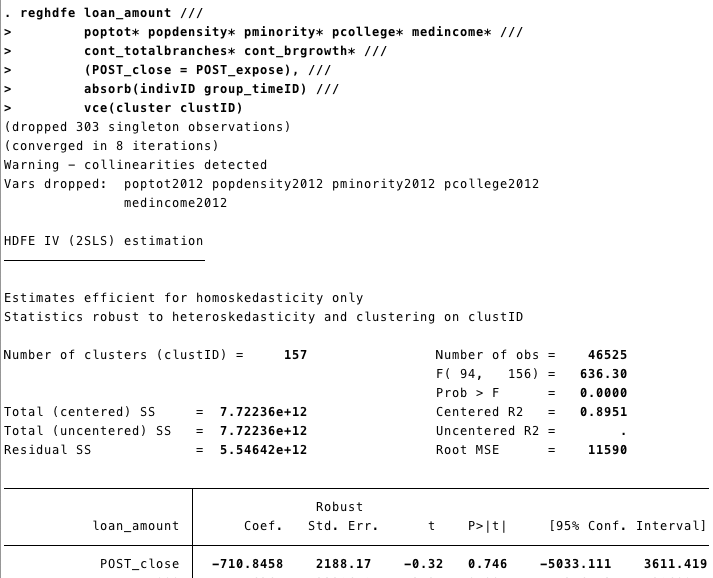 . reghdfe loan_amount ///
> poptot* popdensity* pminority* pcollege* medincome* ///
> cont_totalbranches* cont_brgrowth* ///
> (POST_close = POST_expose), ///
> absorb(indivID group_timeID) ///
> vce(cluster clustID)
(dropped 303 singleton observations)
(converged in 8 iterations)
Warning – collinearities detected
Vars dropped: poptot2012 popdensity2012 pminority2012 pcollege2012
medincome2012
HDFE IV (2SLS) estimation
Estimates efficient for homoskedasticity only
Statistics robust to heteroskedasticity and clustering on clustID
Number of clusters (clustID) = 157 Number of obs = 46525
F( 94, 156) = 636.30
Prob > F = 0.0000
Total (centered) SS = 7.72236e+12 Centered R2 = 0.8951
Total (uncentered) SS = 7.72236e+12 Uncentered R2 = .
Residual SS = 5.54642e+12 Root MSE = 11590
Robust
loan_amount Coef. Std. Err. t P>|t| [95% Conf. Interval]
POST_close −710.8458 2188.17 −0.32 0.746 −5033.111 3611.419